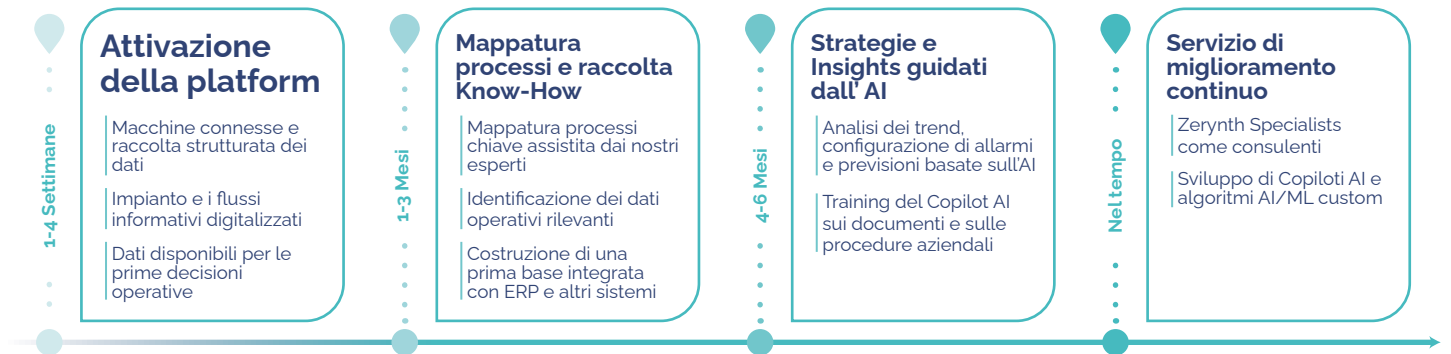 1-4 Settimane
Attivazione
della platform
Macchine connesse e
raccolta strutturata dei
dati
Impianto e i flussi
informativi digitalizzati
Dati disponibili per le
prime decisioni
operative
1-3 Mesi
Mappatura
processi e raccolta
Know-How
Mappatura processi
chiave assistita dai nostri
esperti
Identificazione dei dati
operativi rilevanti
Costruzione di una
prima base integrata
con ERP e altri sistemi
4-6 Mesi
Strategie e
Insights guidati
dall' AI
Analisi dei trend,
configurazione di allarmi
e previsioni basate sull'AI
Training del Copilot AI
sui documenti e sulle
procedure aziendali
Nel tempo
Servizio di
miglioramento
continuo
Zerynth Specialists
come consulenti
Sviluppo di Copiloti AI e
algoritmi AI/ML custom